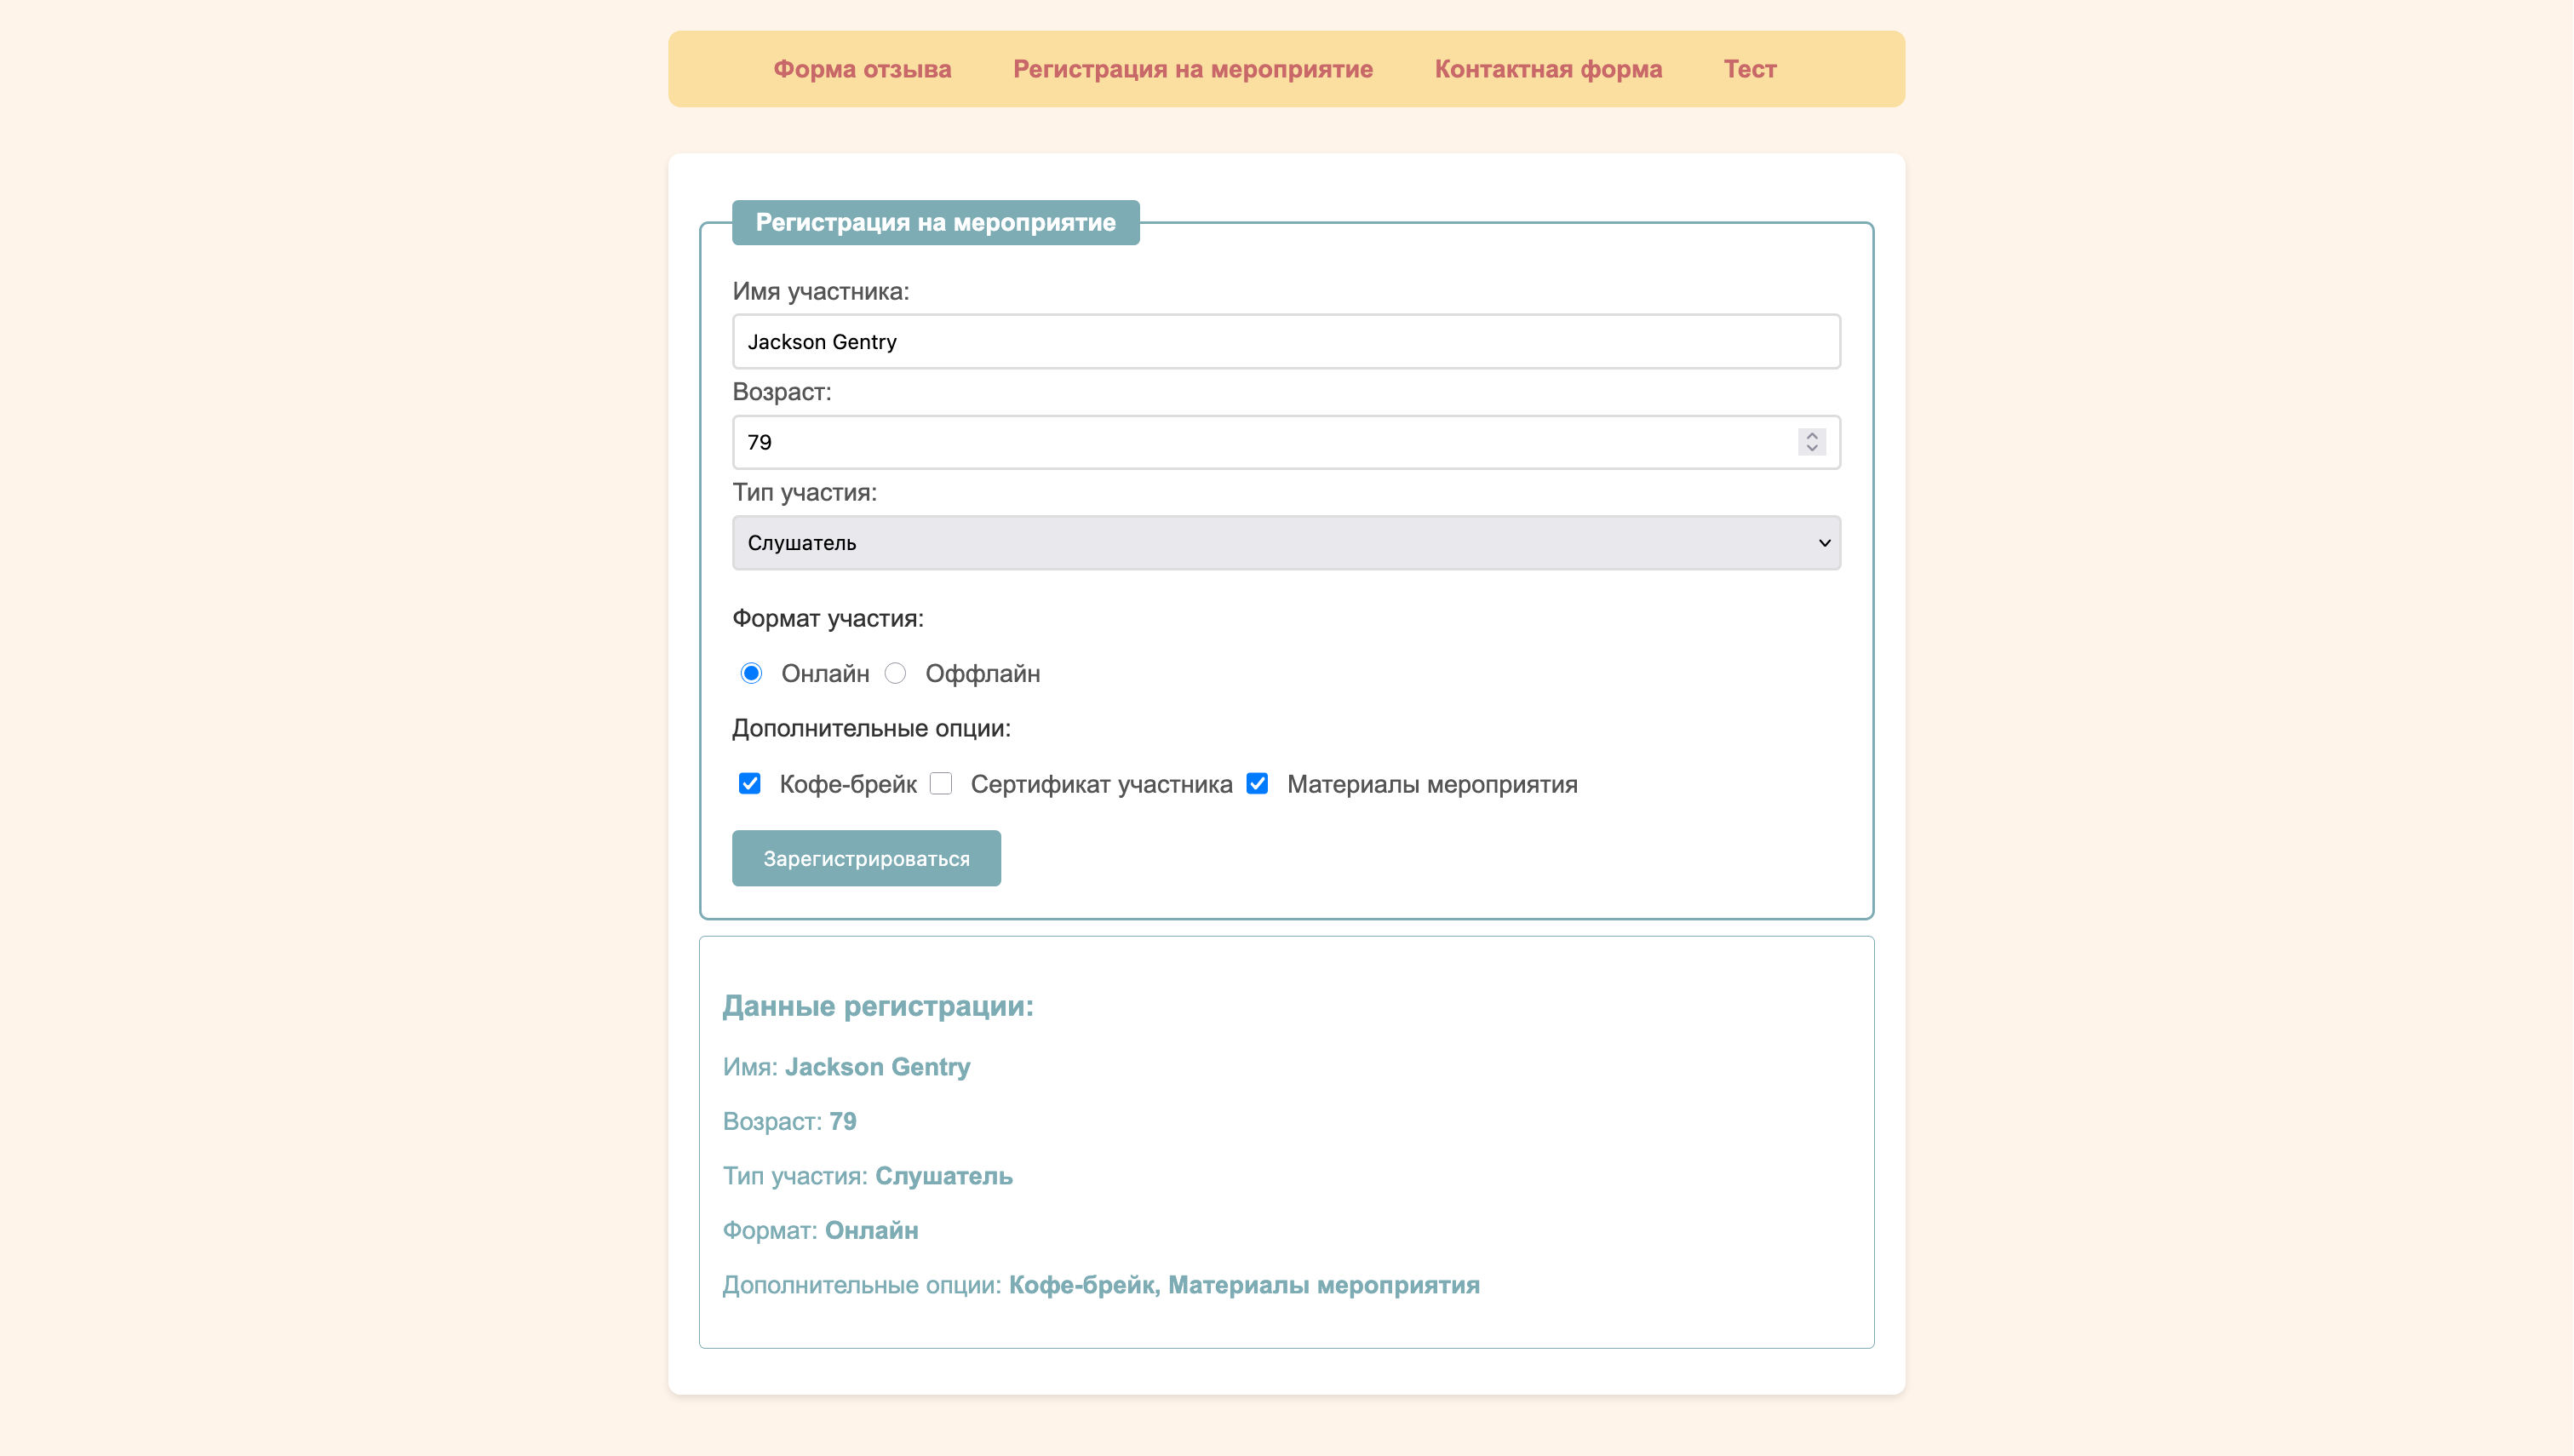 Форма отзыва Регистрация на мероприятие Контактная форма Тест
Регистрация на мероприятие
Имя участника:
Jackson Gentry
Возраст:
79
Тип участия:
Слушатель
Формат участия:
Онлайн Оффлайн
Дополнительные опции:
Кофе-брейк Сертификат участника Материалы мероприятия
Зарегистрироваться
Данные регистрации:
Имя: Jackson Gentry
Возраст: 79
Тип участия: Слушатель
Формат: Онлайн
Дополнительные опции: Кофе-брейк, Материалы мероприятия